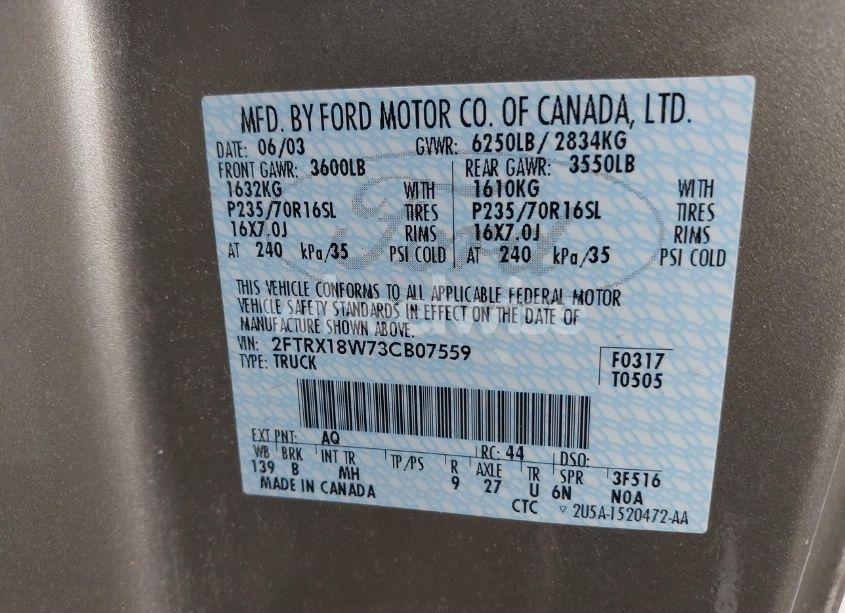 MFD. BY FORD MOTOR CO. OF CANADA, LTD.
DATE: 06/03 GVWR: 6250LB/ 2834KG
FRONT GAWR: 3600LB REAR GAWR: 3550LB
1632KG WITH 1610KG WITH
P235/70R16SL TIRES P235/70R16SL TIRES
16X7.0J RIMS 16X7.0J RIMS
AT 240 kPa/35 PSI COLD AT 240 kPa/35 PSI COLD
THIS VEHICLE CONFORMS TO ALL APPLICABLE FEDERAL MOTOR
VEHICLE SAFETY STANDARDS IN EFFECT ON THE DATE OF
MANUFACTURE SHOWN ABOVE.
VIN: 2FTRX18W73CB07559 F0317
TYPE: TRUCK T0505
EXT PNT: AQ RC: 44 DSO:
WB BRK INT TR TP/PS R AXLE TR SPR 3F516
139 B MH 9 27 U 6N N0A
MADE IN CANADA CTC ▽ 2U5A-1520472-AA